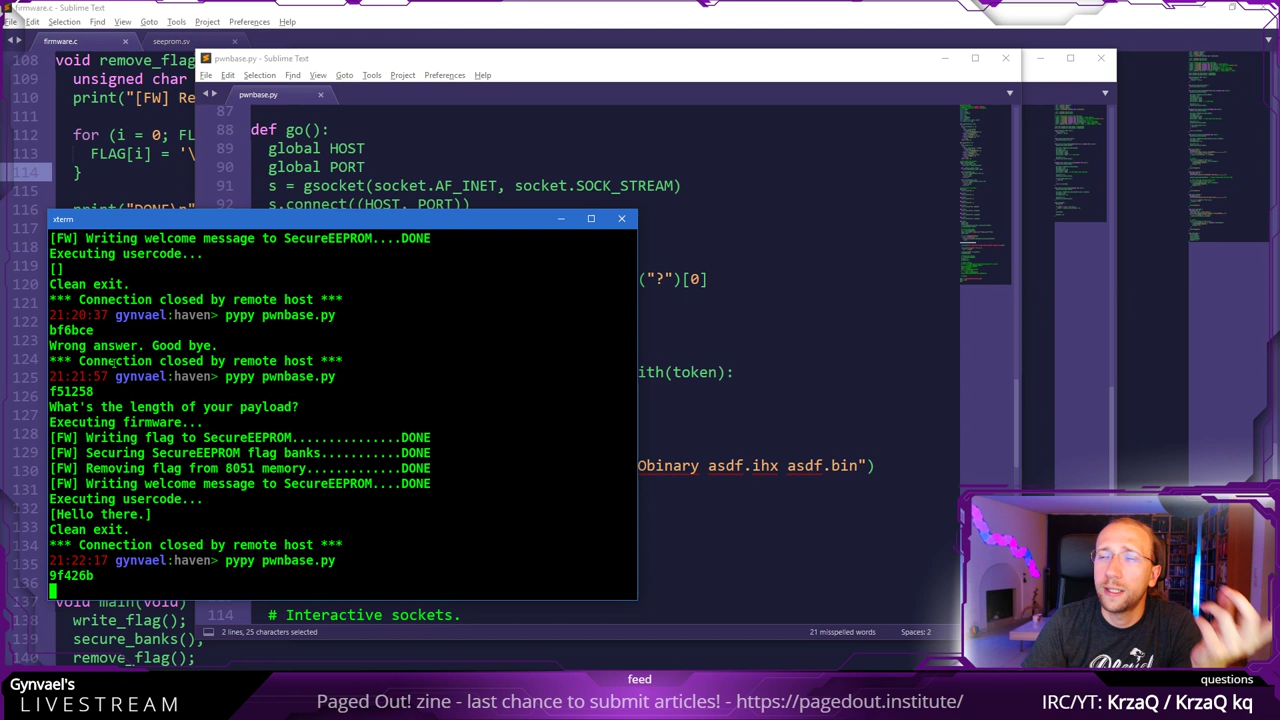 firmware.c - Sublime Text
File Edit Selection Find View Goto Tools Project Preferences Help
firmware.c
seeprom.sv
108 void remove_flag
109 unsigned char
110 print("[FW] Re
111
112 for (i = 0; FL
113 FLAG[i] = '\
114 }
115
116 print("DONE\n"
117
118
119
120
121
122
123
124
125
126
127
128
129
130
131
132
133
134
135
136
137 void main(void)
138 write_flag();
139 secure_banks();
140 remove_flag();
pwnbase.py - Sublime Text
File Edit Selection Find View Goto Tools Project Preferences Help
pwnbase.py
87
88 def go():
89 global HOST
90 global PORT
91 s = gsocket(socket.AF_INET, socket.SOCK_STREAM)
92 s.connect((HOST, PORT))
("?")[0]
ith(token):
Obinary asdf.ihx asdf.bin")
114 # Interactive sockets.
2 lines, 25 characters selected
21 misspelled words
Spaces: 2
xterm
[FW] Writing welcome message to SecureEEPROM....DONE
Executing usercode...
[]
Clean exit.
*** Connection closed by remote host ***
21:20:37 gynvael:haven> pypy pwnbase.py
bf6bce
Wrong answer. Good bye.
*** Connection closed by remote host ***
21:21:57 gynvael:haven> pypy pwnbase.py
f51258
What's the length of your payload?
Executing firmware...
[FW] Writing flag to SecureEEPROM...............DONE
[FW] Securing SecureEEPROM flag banks...........DONE
[FW] Removing flag from 8051 memory.............DONE
[FW] Writing welcome message to SecureEEPROM....DONE
Executing usercode...
[Hello there.]
Clean exit.
*** Connection closed by remote host ***
21:22:17 gynvael:haven> pypy pwnbase.py
9f426b
Gynvael's
LIVESTREAM
feed
Paged Out! zine - last chance to submit articles! - https://pagedout.institute/
questions
IRC/YT: KrzaQ / KrzaQ kq